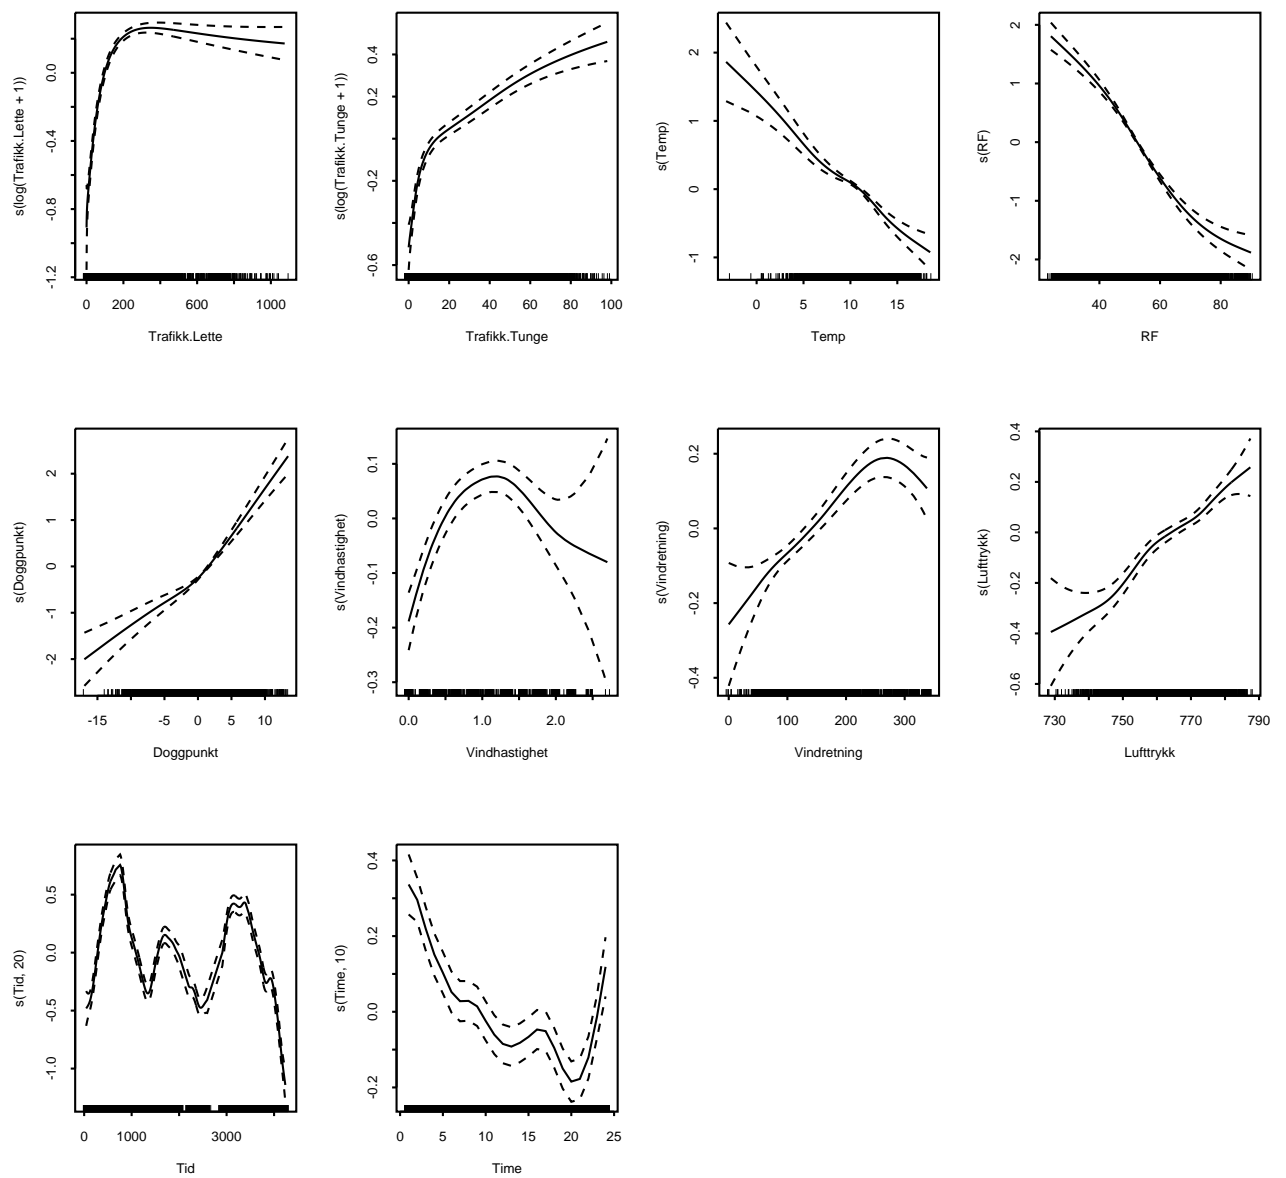 s(log(Trafikk.Lette + 1))
0.0
-0.4
-0.8
-1.2
0 200 600 1000
Trafikk.Lette
s(log(Trafikk.Tunge + 1))
0.4
0.2
-0.2
-0.6
0 20 40 60 80 100
Trafikk.Tunge
s(Temp)
2
1
0
-1
0 5 10 15
Temp
s(RF)
2
1
0
-1
-2
40 60 80
RF
s(Doggpunkt)
2
1
0
-1
-2
-15 -5 0 5 10
Doggpunkt
s(Vindhastighet)
0.1
0.0
-0.1
-0.2
-0.3
0.0 1.0 2.0
Vindhastighet
s(Vindretning)
0.2
0.0
-0.2
-0.4
0 100 200 300
Vindretning
s(Lufttrykk)
0.4
0.2
0.0
-0.2
-0.4
-0.6
730 750 770 790
Lufttrykk
s(Tid, 20)
0.5
0.0
-0.5
-1.0
0 1000 3000
Tid
s(Time, 10)
0.4
0.2
0.0
-0.2
0 5 10 15 20 25
Time